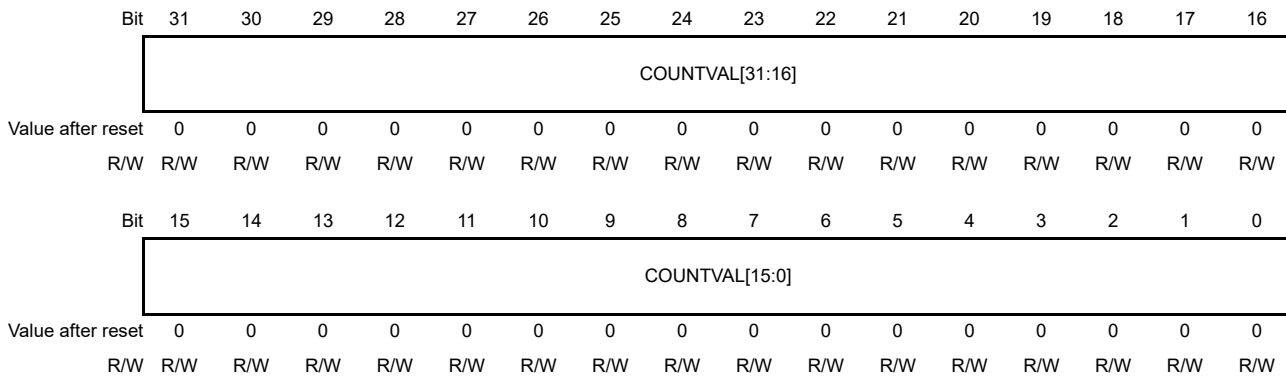 Bit 31 30 29 28 27 26 25 24 23 22 21 20 19 18 17 16
COUNTVAL[31:16]
Value after reset 0 0 0 0 0 0 0 0 0 0 0 0 0 0 0 0
R/W R/W R/W R/W R/W R/W R/W R/W R/W R/W R/W R/W R/W R/W R/W R/W R/W
Bit 15 14 13 12 11 10 9 8 7 6 5 4 3 2 1 0
COUNTVAL[15:0]
Value after reset 0 0 0 0 0 0 0 0 0 0 0 0 0 0 0 0
R/W R/W R/W R/W R/W R/W R/W R/W R/W R/W R/W R/W R/W R/W R/W R/W R/W